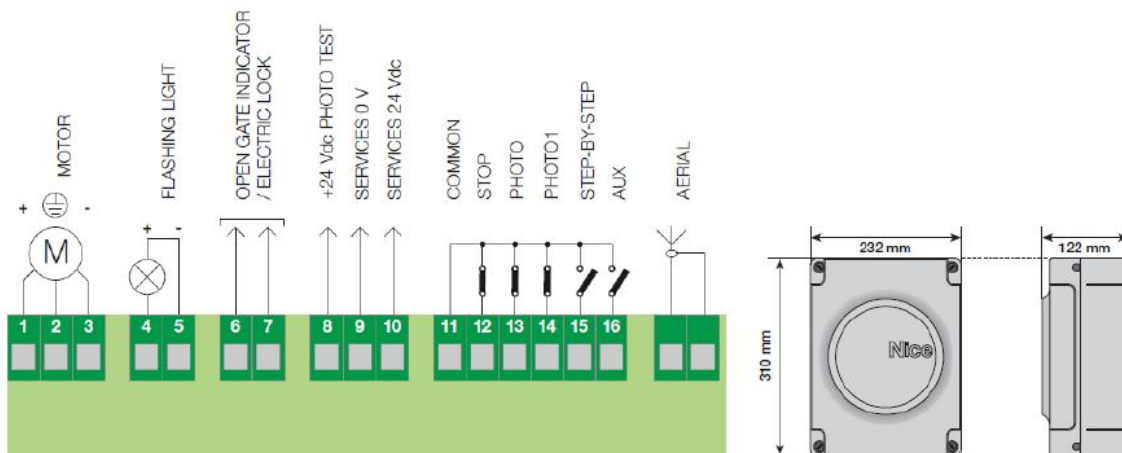 MOTOR
FLASHING LIGHT
OPEN GATE INDICATOR
/ ELECTRIC LOCK
+24 Vdc PHOTO TEST
SERVICES 0 V
SERVICES 24 Vdc
COMMON
STOP
PHOTO
PHOTO1
STEP-BY-STEP
AUX
AERIAL
+ -
M
+ -
1 2 3 4 5 6 7 8 9 10 11 12 13 14 15 16
232 mm
122 mm
310 mm
Nice